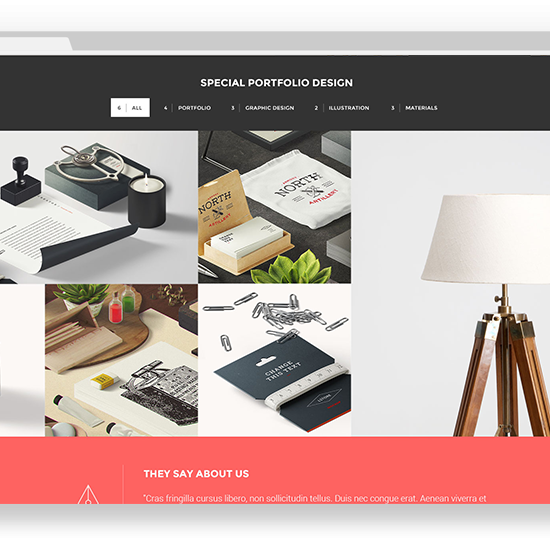 SPECIAL PORTFOLIO DESIGN
6 ALL 4 PORTFOLIO 3 GRAPHIC DESIGN 2 ILLUSTRATION 3 MATERIALS
NORTH
ARTILLERY
NORTH
ARTILLERY
CHANGE
THIS TEXT
THEY SAY ABOUT US
"Cras fringilla cursus libero, non sollicitudin tellus. Duis nec congue erat. Aenean viverra et